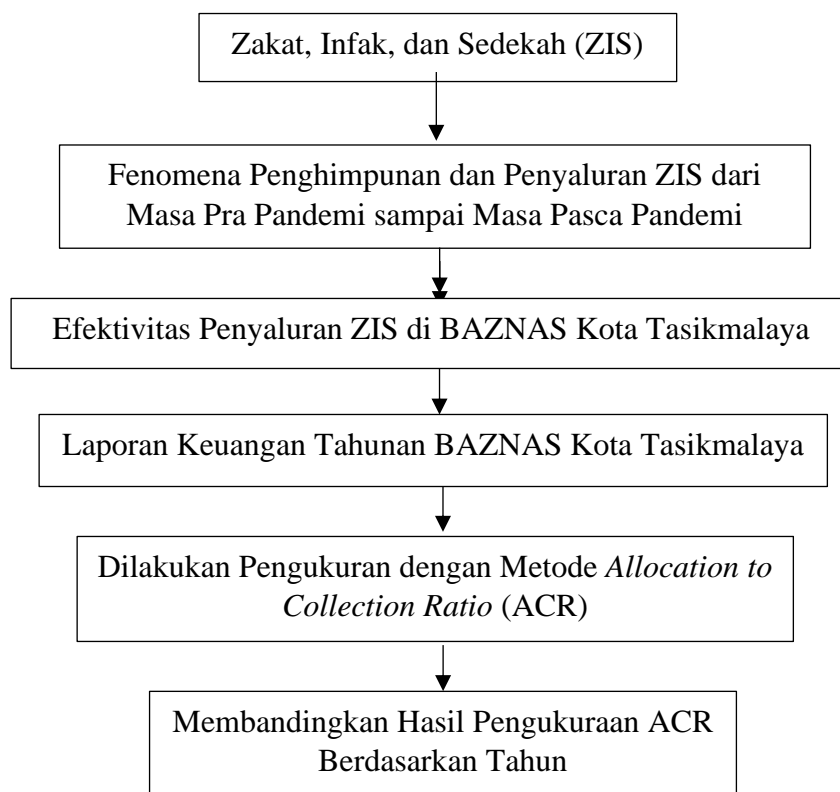 Zakat, Infak, dan Sedekah (ZIS)
Fenomena Penghimpunan dan Penyaluran ZIS dari
Masa Pra Pandemi sampai Masa Pasca Pandemi
Efektivitas Penyaluran ZIS di BAZNAS Kota Tasikmalaya
Laporan Keuangan Tahunan BAZNAS Kota Tasikmalaya
Dilakukan Pengukuran dengan Metode Allocation to
Collection Ratio (ACR)
Membandingkan Hasil Pengukuraan ACR
Berdasarkan Tahun